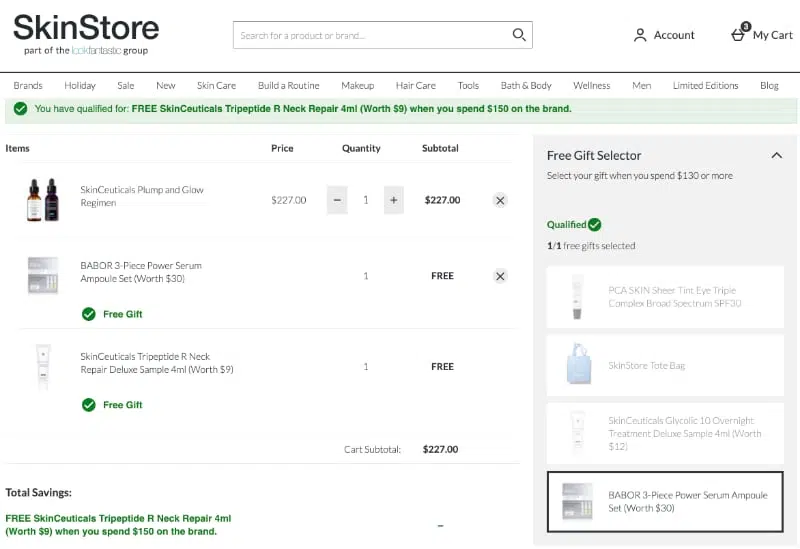 SkinStore
part of the lookfantastic group
Search for a product or brand...
Account
3
My Cart
Brands Holiday Sale New Skin Care Build a Routine Makeup Hair Care Tools Bath & Body Wellness Men Limited Editions Blog
You have qualified for: FREE SkinCeuticals Tripeptide R Neck Repair 4ml (Worth $9) when you spend $150 on the brand.
Items Price Quantity Subtotal
SkinCeuticals Plump and Glow
Regimen
$227.00 − 1 + $227.00
BABOR 3-Piece Power Serum
Ampoule Set (Worth $30)
1 FREE
Free Gift
SkinCeuticals Tripeptide R Neck
Repair Deluxe Sample 4ml (Worth $9)
1 FREE
Free Gift
Cart Subtotal: $227.00
Total Savings:
FREE SkinCeuticals Tripeptide R Neck Repair 4ml
(Worth $9) when you spend $150 on the brand.
–
Free Gift Selector
Select your gift when you spend $130 or more
Qualified
1/1 free gifts selected
PCA SKIN Sheer Tint Eye Triple
Complex Broad Spectrum SPF30
SkinStore Tote Bag
SkinCeuticals Glycolic 10 Overnight
Treatment Deluxe Sample 4ml (Worth
$12)
BABOR 3-Piece Power Serum Ampoule
Set (Worth $30)